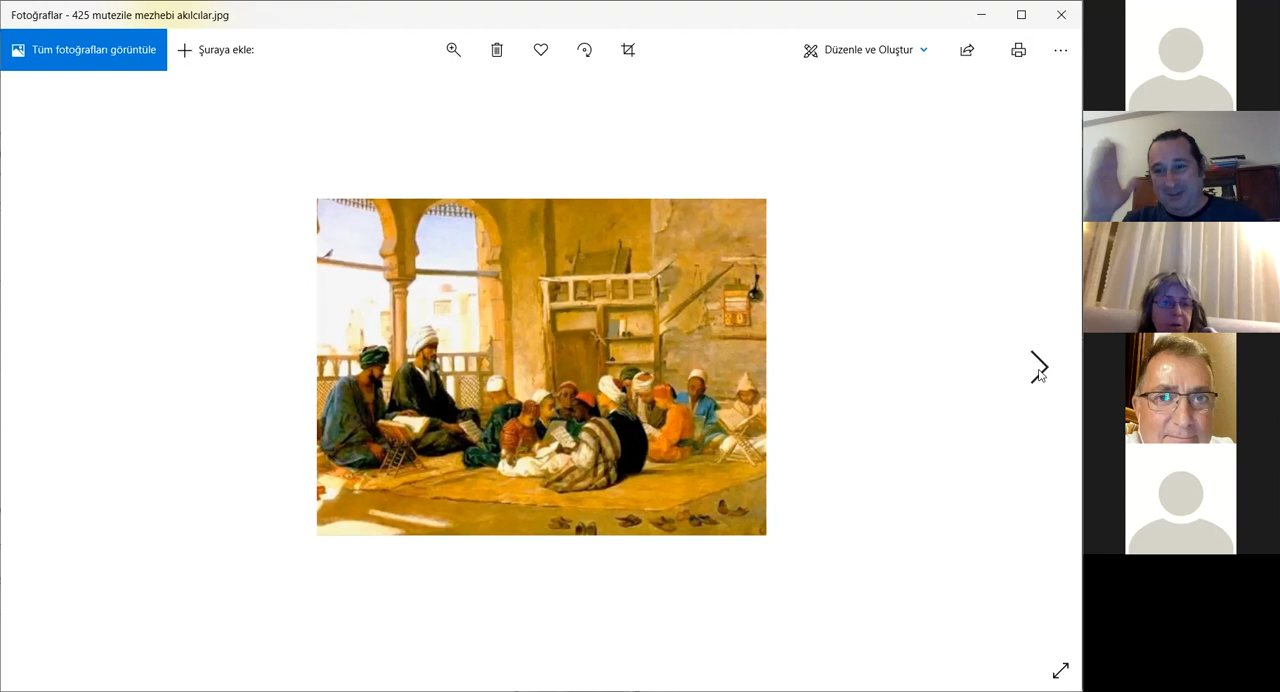 Fotoğraflar - 425 mutezile mezhebi akılcılar.jpg
Tüm fotoğrafları görüntüle
Şuraya ekle:
Düzenle ve Oluştur